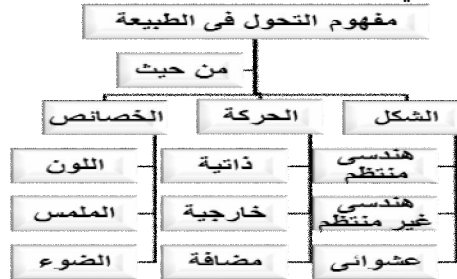 مفهوم التحول فى الطبيعة
من حيث
الشكل
الحركة
الخصائص
هندسى
منتظم
ذاتية
اللون
هندسى
غير منتظم
خارجية
الملمس
عشوائى
مضافة
الضوء